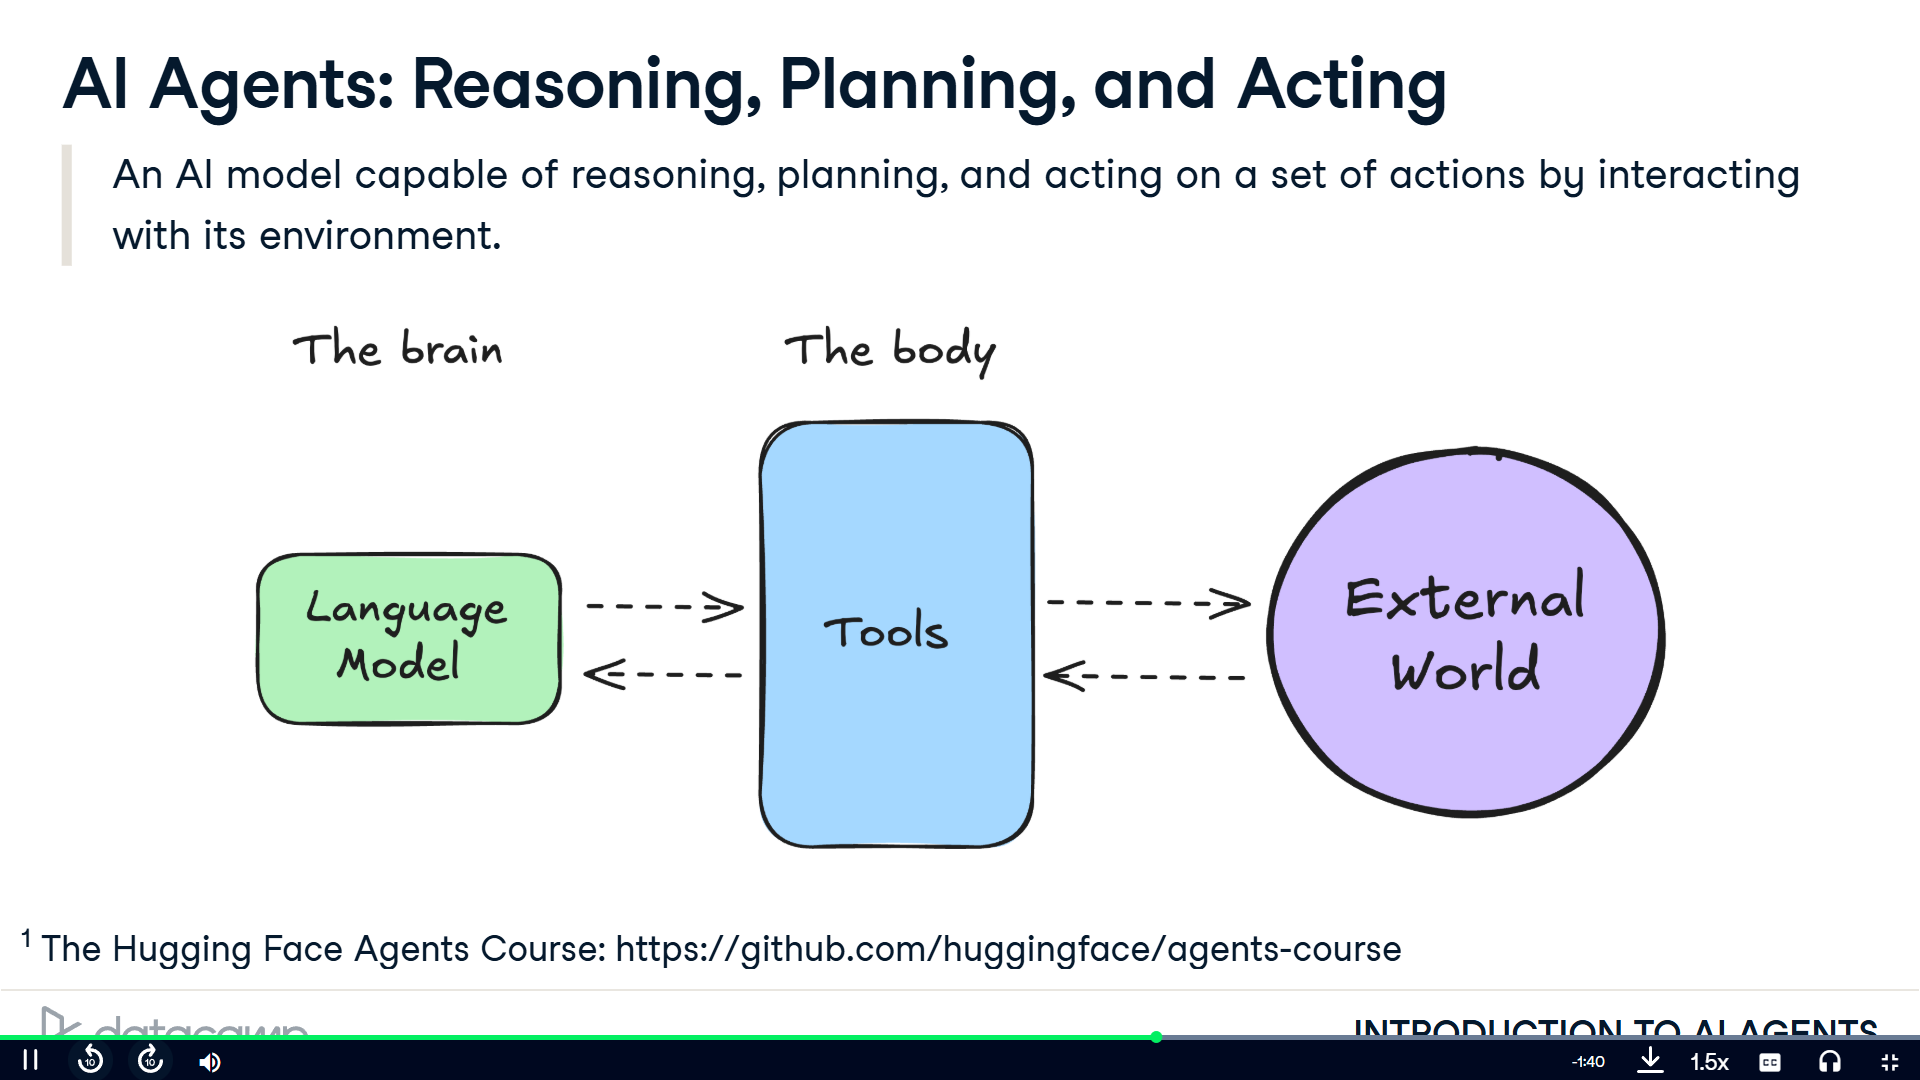 AI Agents: Reasoning, Planning, and Acting
An AI model capable of reasoning, planning, and acting on a set of actions by interacting
with its environment.
The brain
The body
Language
Model
Tools
External
World
1 The Hugging Face Agents Course: https://github.com/huggingface/agents-course
datacamp
INTRODUCTION TO AI AGENTS
10
10
-1:40
1.5x
CC